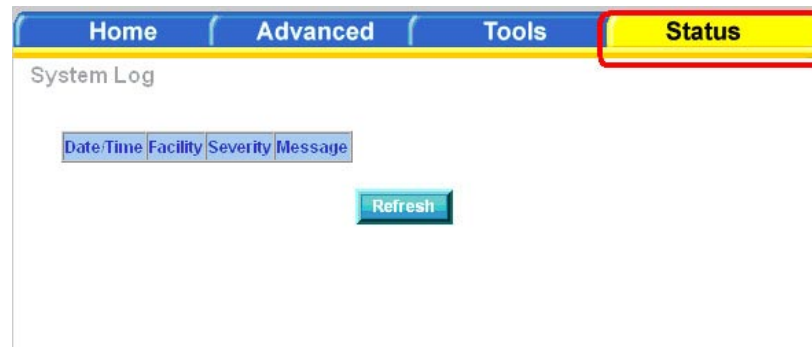 Home Advanced Tools Status
System Log
Date/Time Facility Severity Message
Refresh